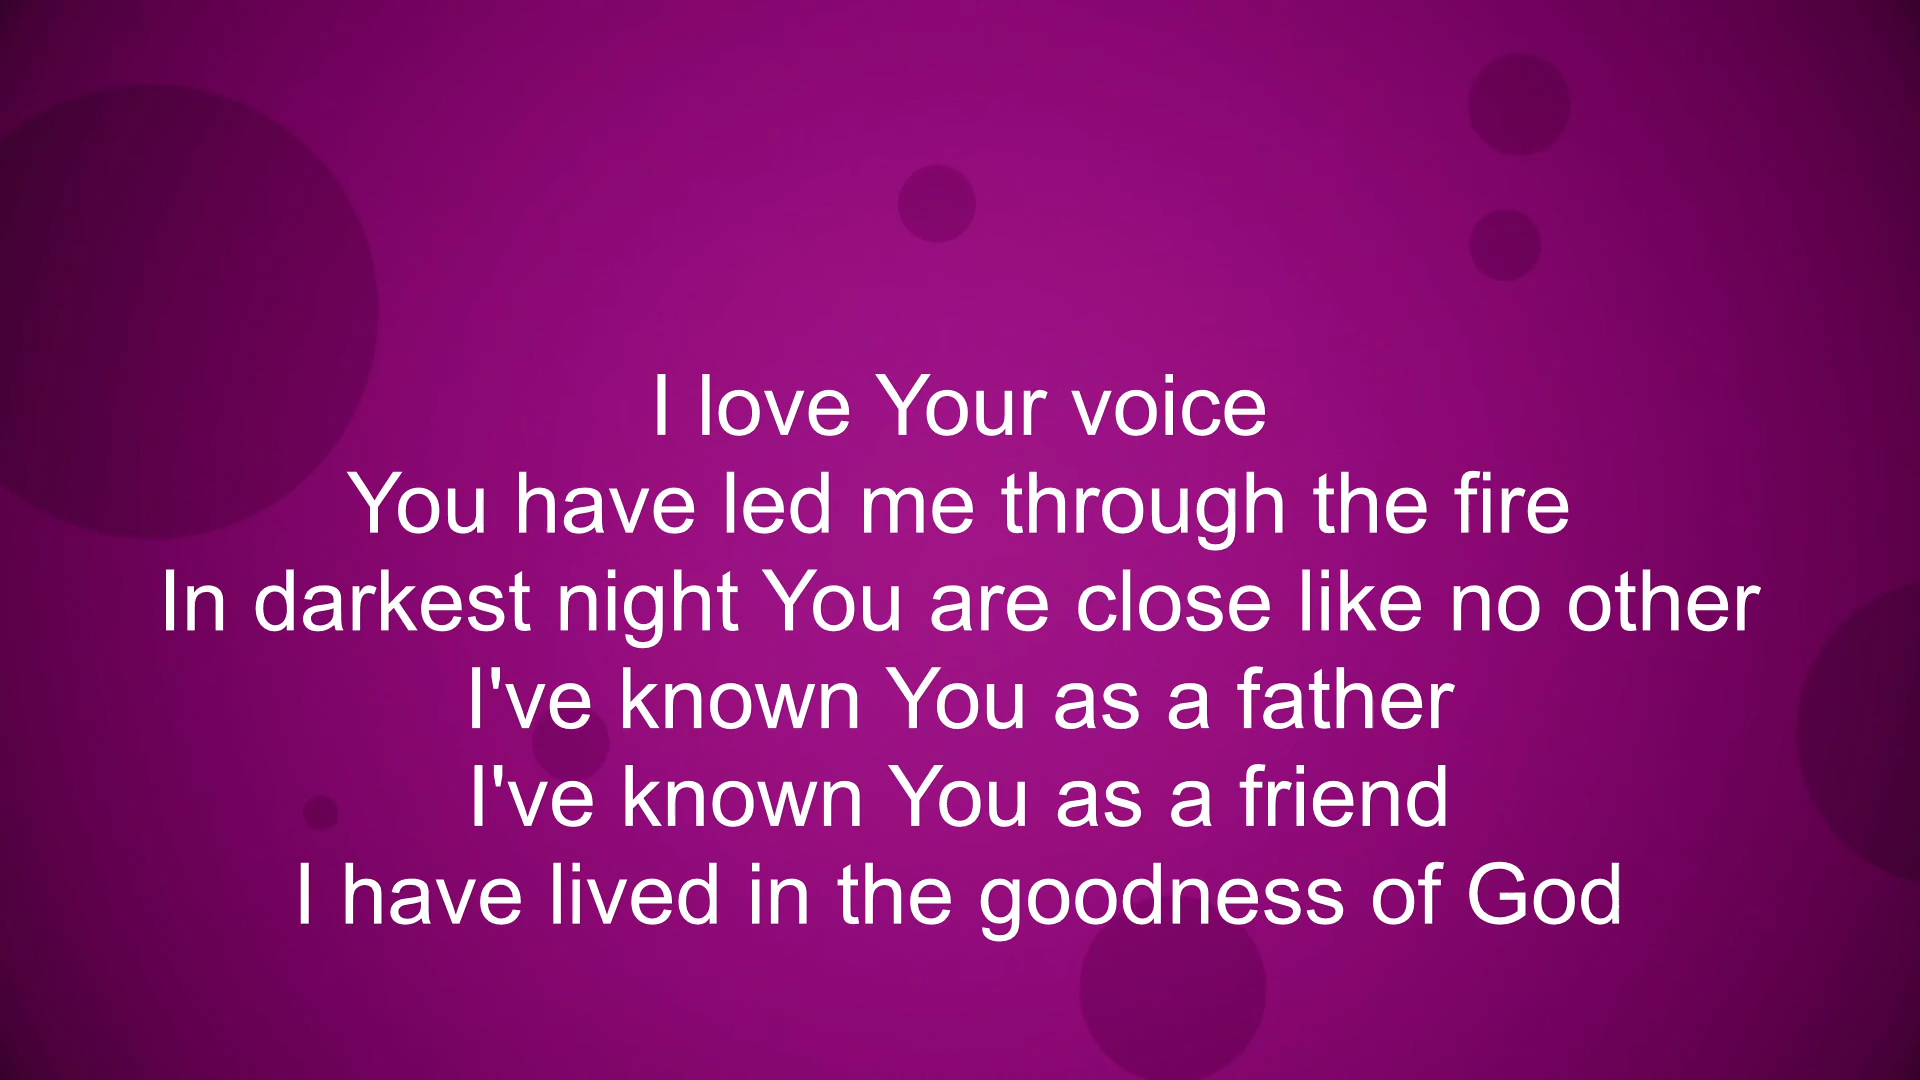 I love Your voice
You have led me through the fire
In darkest night You are close like no other
I've known You as a father
I've known You as a friend
I have lived in the goodness of God